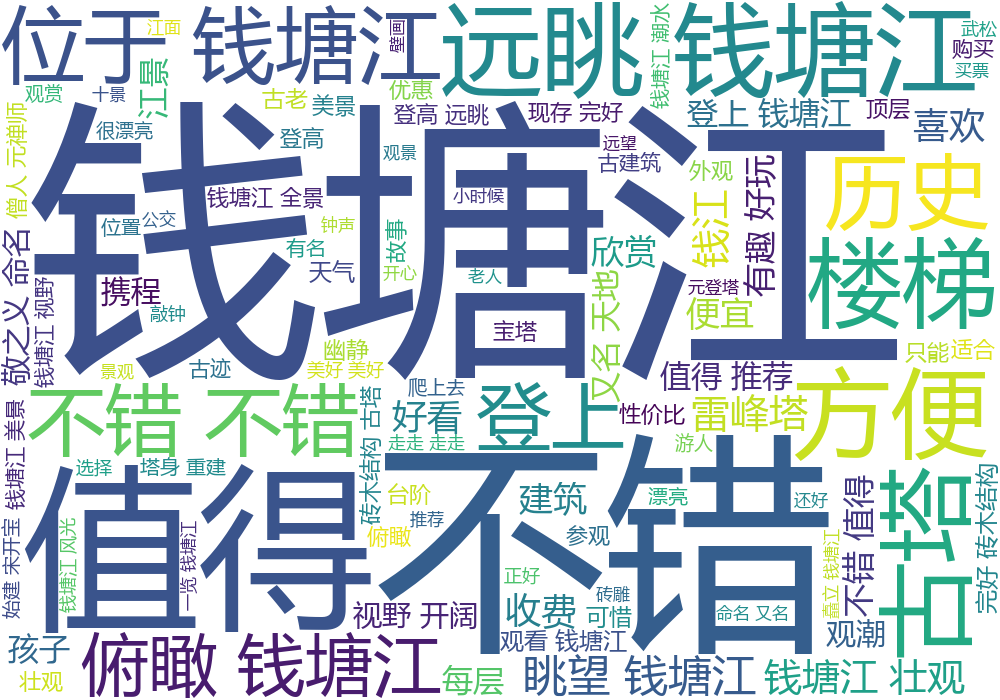 位于 钱塘江
江面
壁画
远眺 钱塘江
钱塘江 潮水
武松
购买
买票
观赏
十景
江景
古老
美景
优惠
登高 远眺
现存 完好
登上 钱塘江
顶层
喜欢
僧人 元禅师
很漂亮
登高
观景
远望
古建筑
外观
钱塘江
历史
钱塘江 全景
小时候
钱江
有趣 好玩
敬之义 命名
钱塘江 视野
位置
公交
钟声
有名
故事
开心
天气
欣赏
携程
敲钟
老人
元登塔
又名 天地
便宜
楼梯
宝塔
幽静
只能
适合
景观
古迹
美好 美好
爬上去
值得 推荐
不错 不错
古塔
好看
登上
性价比
雷峰塔
方便
钱塘江 美景
选择
塔身 重建
砖木结构
走走 走走
游人
值得
不错
台阶
推荐
建筑
漂亮
还好
不错 值得
古塔
完好 砖木结构
始建 宋开宝
钱塘江 风光
一览 钱塘江
俯瞰
参观
正好
砖雕
命名 又名
矗立 钱塘江
孩子
视野 开阔
收费
可惜
观潮
壮观
俯瞰 钱塘江
每层
观看 钱塘江
眺望 钱塘江
钱塘江 壮观